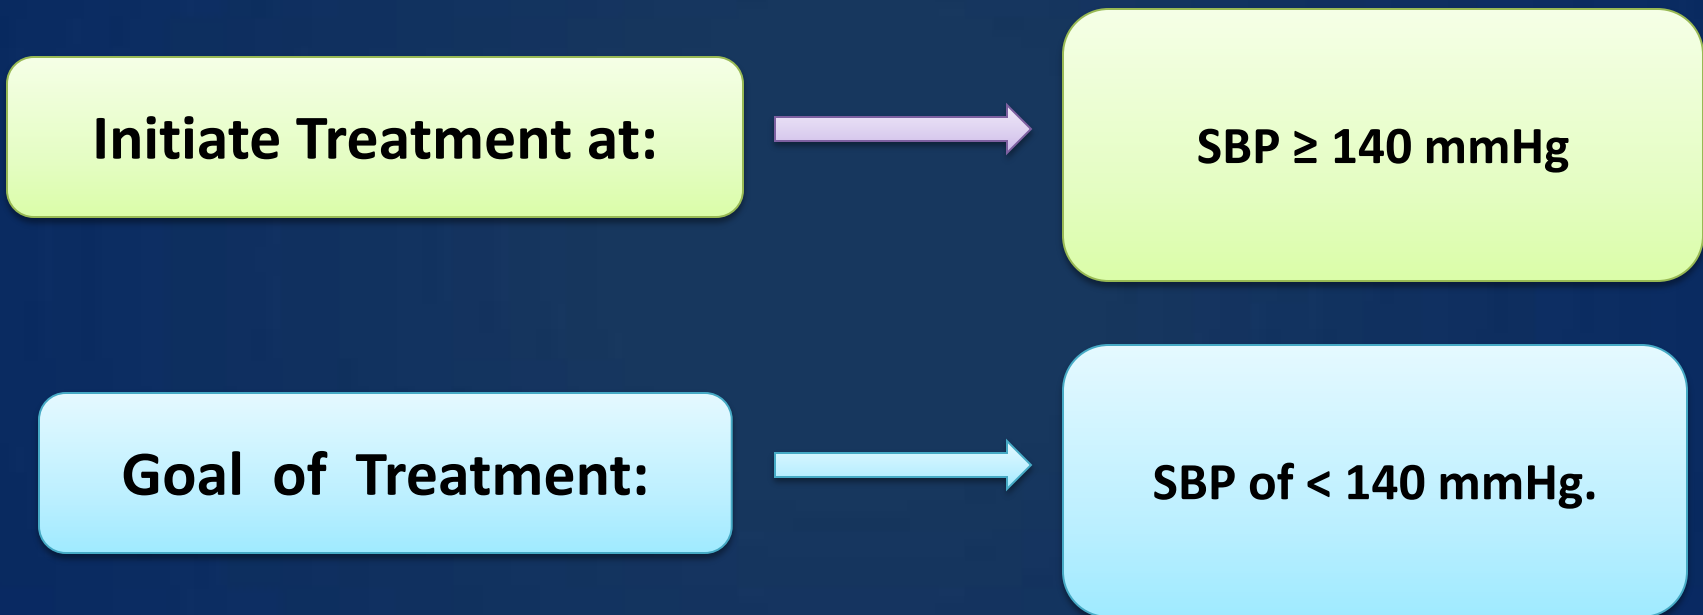 Initiate Treatment at:
SBP ≥ 140 mmHg
Goal of Treatment:
SBP of < 140 mmHg.